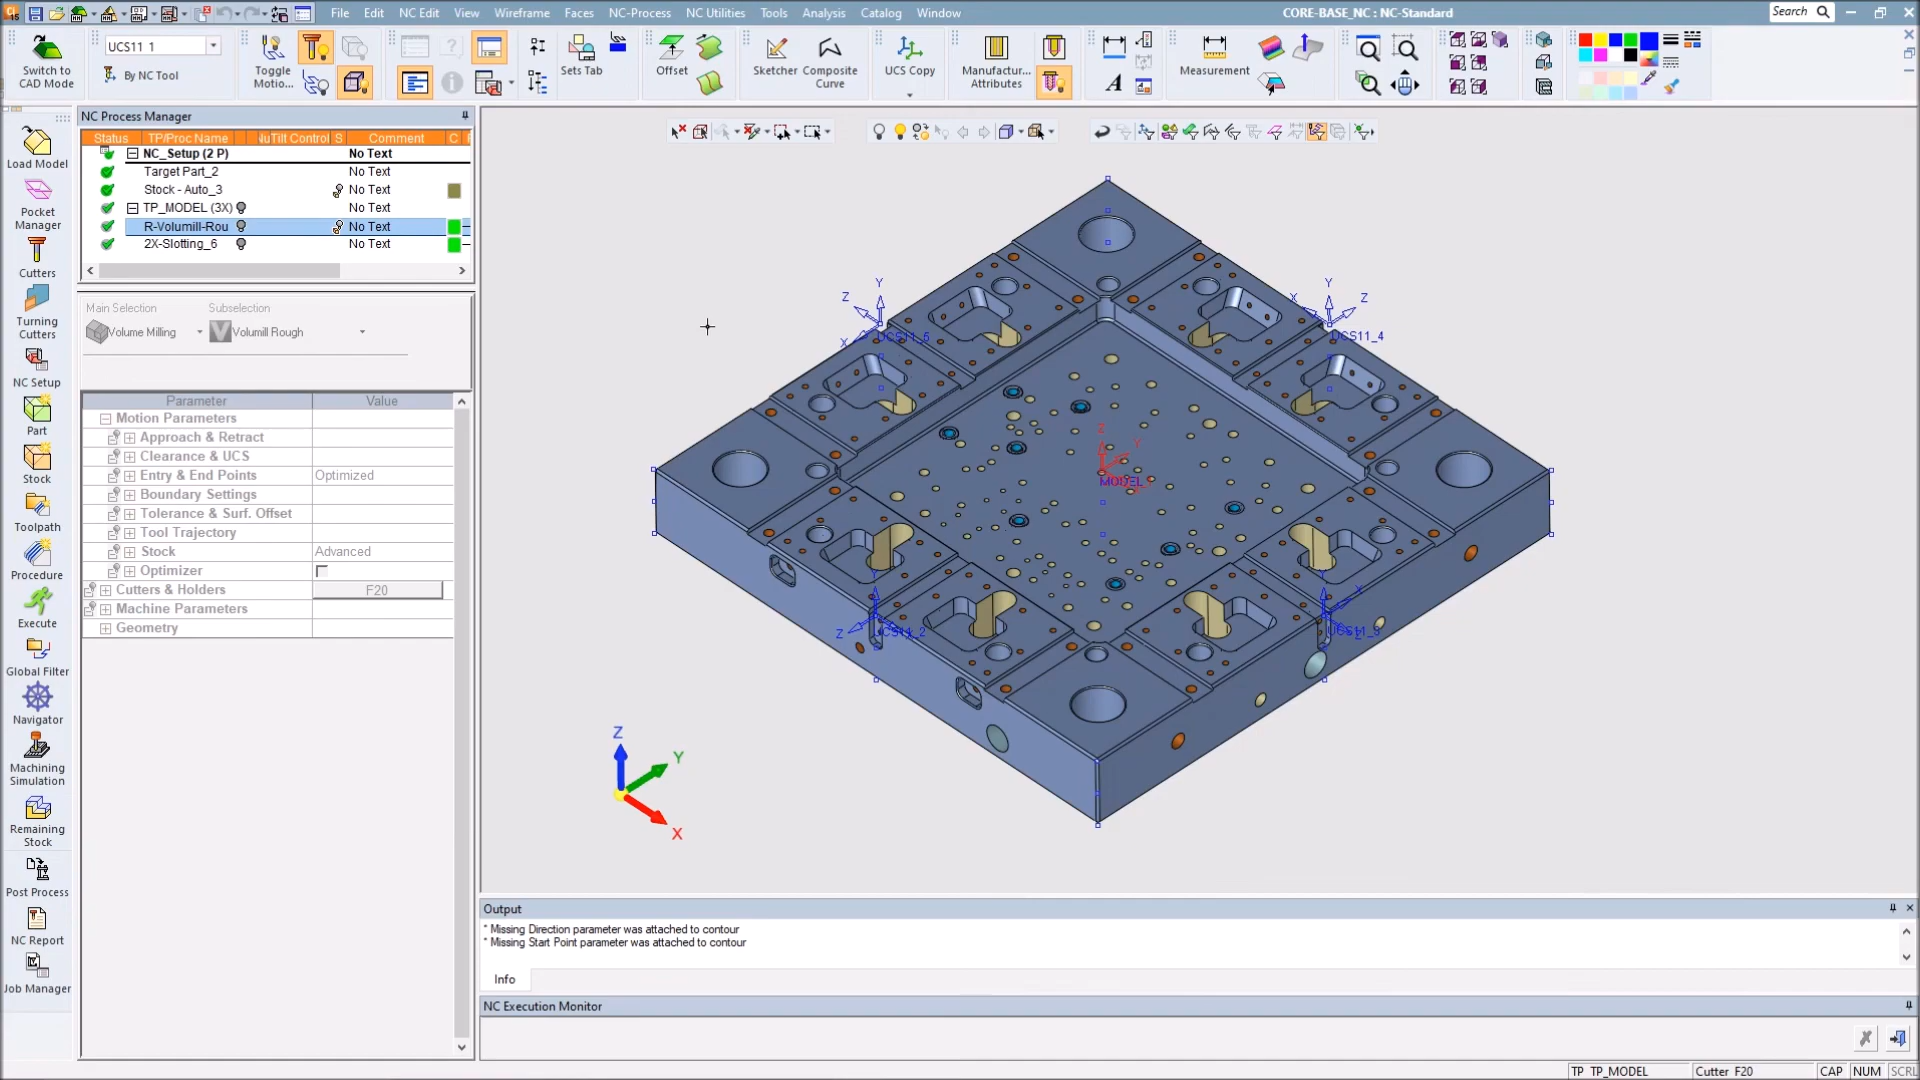 File Edit NC Edit View Wireframe Faces NC-Process NC Utilities Tools Analysis Catalog Window
CORE-BASE_NC : NC-Standard
Search
Switch to
CAD Mode
UCS11 1
By NC Tool
Toggle
Motio...
Sets Tab
Offset
Sketcher
Composite
Curve
UCS Copy
Manufactur...
Attributes
Measurement
Load Model
Pocket
Manager
Cutters
Turning
Cutters
NC Setup
Part
Stock
Toolpath
Procedure
Execute
Global Filter
Navigator
Machining
Simulation
Remaining
Stock
Post Process
NC Report
Job Manager
NC Process Manager
Status TP/Proc Name Tilt Control S Comment C
NC_Setup (2 P) No Text
Target Part_2 No Text
Stock - Auto_3 No Text
TP_MODEL (3X) No Text
R-Volumill-Rou No Text
2X-Slotting_6 No Text
Main Selection Subselection
Volume Milling Volumill Rough
Parameter Value
Motion Parameters
Approach & Retract
Clearance & UCS
Entry & End Points Optimized
Boundary Settings
Tolerance & Surf. Offset
Tool Trajectory
Stock Advanced
Optimizer
Cutters & Holders F20
Machine Parameters
Geometry
Y
Z
X
UCS11_5
Y
X
Z
UCS11_4
Z
Y
MODEL
Z
UCS11_2
X
Z
Y
X
Output
* Missing Direction parameter was attached to contour
* Missing Start Point parameter was attached to contour
Info
NC Execution Monitor
TP TP_MODEL Cutter F20 CAP NUM SCRL